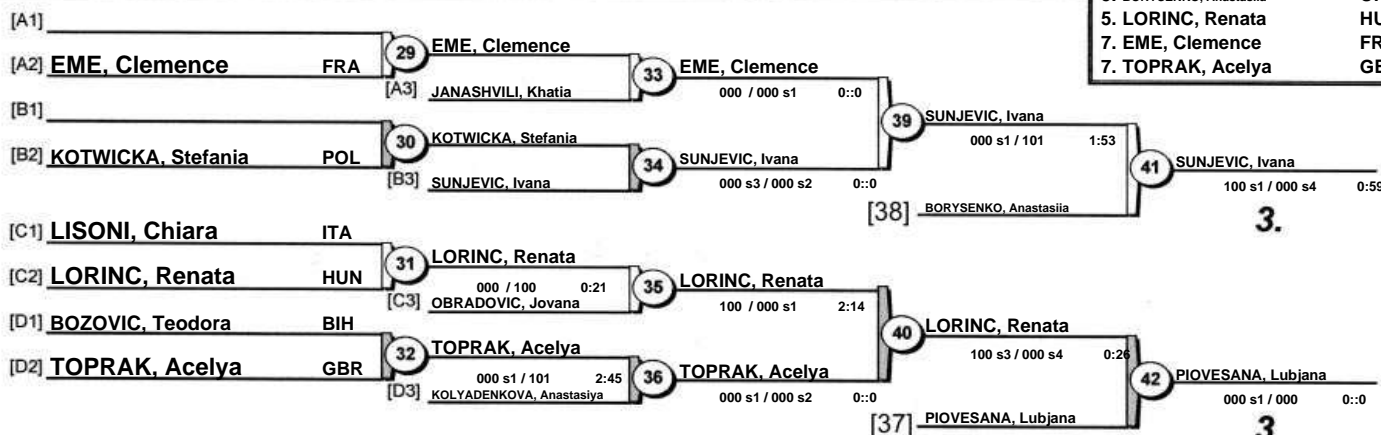 5. LORINC, Renata HU
7. EME, Clemence FR
7. TOPRAK, Acelya GB
[A1]
[A2] EME, Clemence FRA
29
EME, Clemence
[A3] JANASHVILI, Khatia
33
EME, Clemence
000 / 000 s1 0::0
[B1]
[B2] KOTWICKA, Stefania POL
30
KOTWICKA, Stefania
[B3] SUNJEVIC, Ivana
34
SUNJEVIC, Ivana
000 s3 / 000 s2 0::0
39
SUNJEVIC, Ivana
000 s1 / 101 1:53
[38] BORYSENKO, Anastasiia
41
SUNJEVIC, Ivana
100 s1 / 000 s4 0:59
3.
[C1] LISONI, Chiara ITA
[C2] LORINC, Renata HUN
31
LORINC, Renata
000 / 100 0:21
[C3] OBRADOVIC, Jovana
35
LORINC, Renata
100 / 000 s1 2:14
[D1] BOZOVIC, Teodora BIH
[D2] TOPRAK, Acelya GBR
32
TOPRAK, Acelya
000 s1 / 101 2:45
[D3] KOLYADENKOVA, Anastasiya
36
TOPRAK, Acelya
000 s1 / 000 s2 0::0
40
LORINC, Renata
100 s3 / 000 s4 0:26
[37] PIOVESANA, Lubjana
42
PIOVESANA, Lubjana
000 s1 / 000 0::0
3